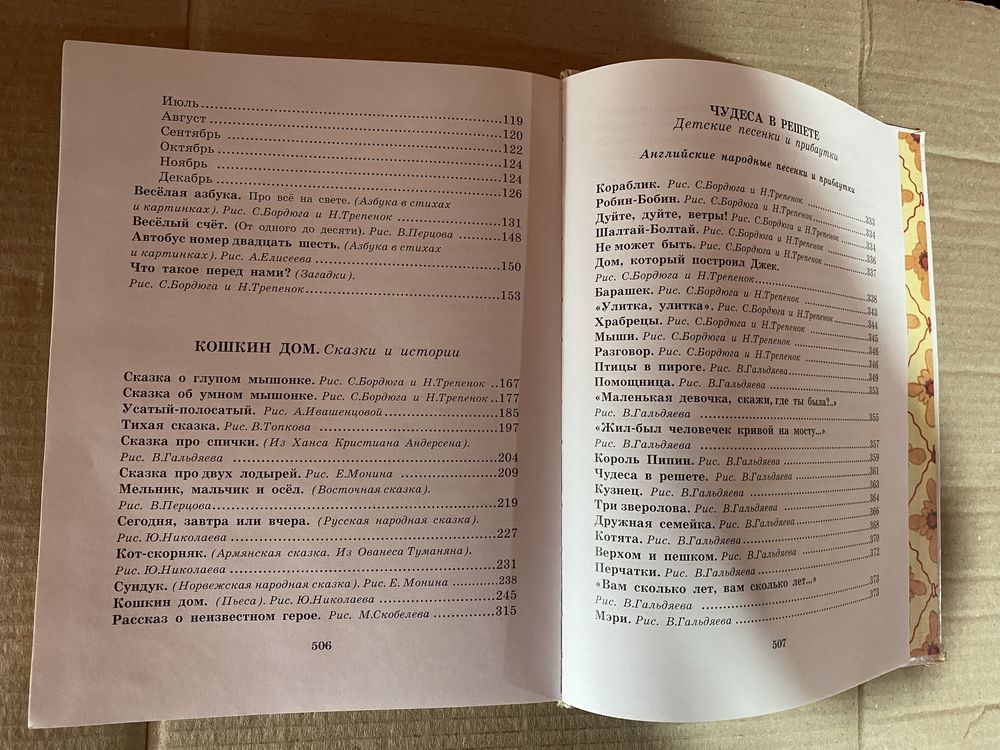 Июль.....119
Август.....120
Сентябрь.....122
Октябрь.....124
Ноябрь.....124
Декабрь.....126
Весёлая азбука. Про всё на свете. (Азбука в стихах
и картинках). Рис. С.Бордюга и Н.Трепенок.....131
Весёлый счёт. (От одного до десяти). Рис. В.Перцова.....148
Автобус номер двадцать шесть. (Азбука в стихах
и картинках). Рис. А.Елисеева.....150
Что такое перед нами? (Загадки).
Рис. С.Бордюга и Н.Трепенок.....153
КОШКИН ДОМ. Сказки и истории
Сказка о глупом мышонке. Рис. С.Бордюга и Н.Трепенок..167
Сказка об умном мышонке. Рис. С.Бордюга и Н.Трепенок..177
Усатый-полосатый. Рис. А.Ивашенцовой.....185
Тихая сказка. Рис. В.Топкова.....197
Сказка про спички. (Из Ханса Кристиана Андерсена).
Рис. В.Гальдяева.....204
Сказка про двух лодырей. Рис. Е.Монина.....209
Мельник, мальчик и осёл. (Восточная сказка).
Рис. В.Перцова.....219
Сегодня, завтра или вчера. (Русская народная сказка).
Рис. Ю.Николаева.....227
Кот-скорняк. (Армянская сказка. Из Ованеса Туманяна).
Рис. Ю.Николаева.....231
Сундук. (Норвежская народная сказка). Рис. Е. Монина.....238
Кошкин дом. (Пьеса). Рис. Ю.Николаева.....245
Рассказ о неизвестном герое. Рис. М.Скобелева.....315
506
ЧУДЕСА В РЕШЕТЕ
Детские песенки и прибаутки
Английские народные песенки и прибаутки
Кораблик. Рис. С.Бордюга и Н.Трепенок.....333
Робин-Бобин. Рис. С.Бордюга и Н.Трепенок.....334
Дуйте, дуйте, ветры! Рис. С.Бордюга и Н.Трепенок.....334
Шалтай-Болтай. Рис. С.Бордюга и Н.Трепенок.....336
Не может быть. Рис. С.Бордюга и Н.Трепенок.....337
Дом, который построил Джек.
Рис. С.Бордюга и Н.Трепенок.....338
Барашек. Рис. С.Бордюга и Н.Трепенок.....343
«Улитка, улитка». Рис. С.Бордюга и Н.Трепенок.....344
Храбрецы. Рис. С.Бордюга и Н.Трепенок.....345
Мыши. Рис. С.Бордюга и Н.Трепенок.....346
Разговор. Рис. С.Бордюга и Н.Трепенок.....346
Птицы в пироге. Рис. В.Гальдяева.....349
Помощница. Рис. В.Гальдяева.....353
«Маленькая девочка, скажи, где ты была?..»
Рис. В.Гальдяева.....355
«Жил-был человечек кривой на мосту...»
Рис. В.Гальдяева.....357
Король Пипин. Рис. В.Гальдяева.....359
Чудеса в решете. Рис. В.Гальдяева.....361
Кузнец. Рис. В.Гальдяева.....363
Три зверолова. Рис. В.Гальдяева.....364
Дружная семейка. Рис. В.Гальдяева.....366
Котята. Рис. В.Гальдяева.....368
Верхом и пешком. Рис. В.Гальдяева.....370
Перчатки. Рис. В.Гальдяева.....372
«Вам сколько лет, вам сколько лет...»
Рис. В.Гальдяева.....373
Мэри. Рис. В.Гальдяева.....373
507